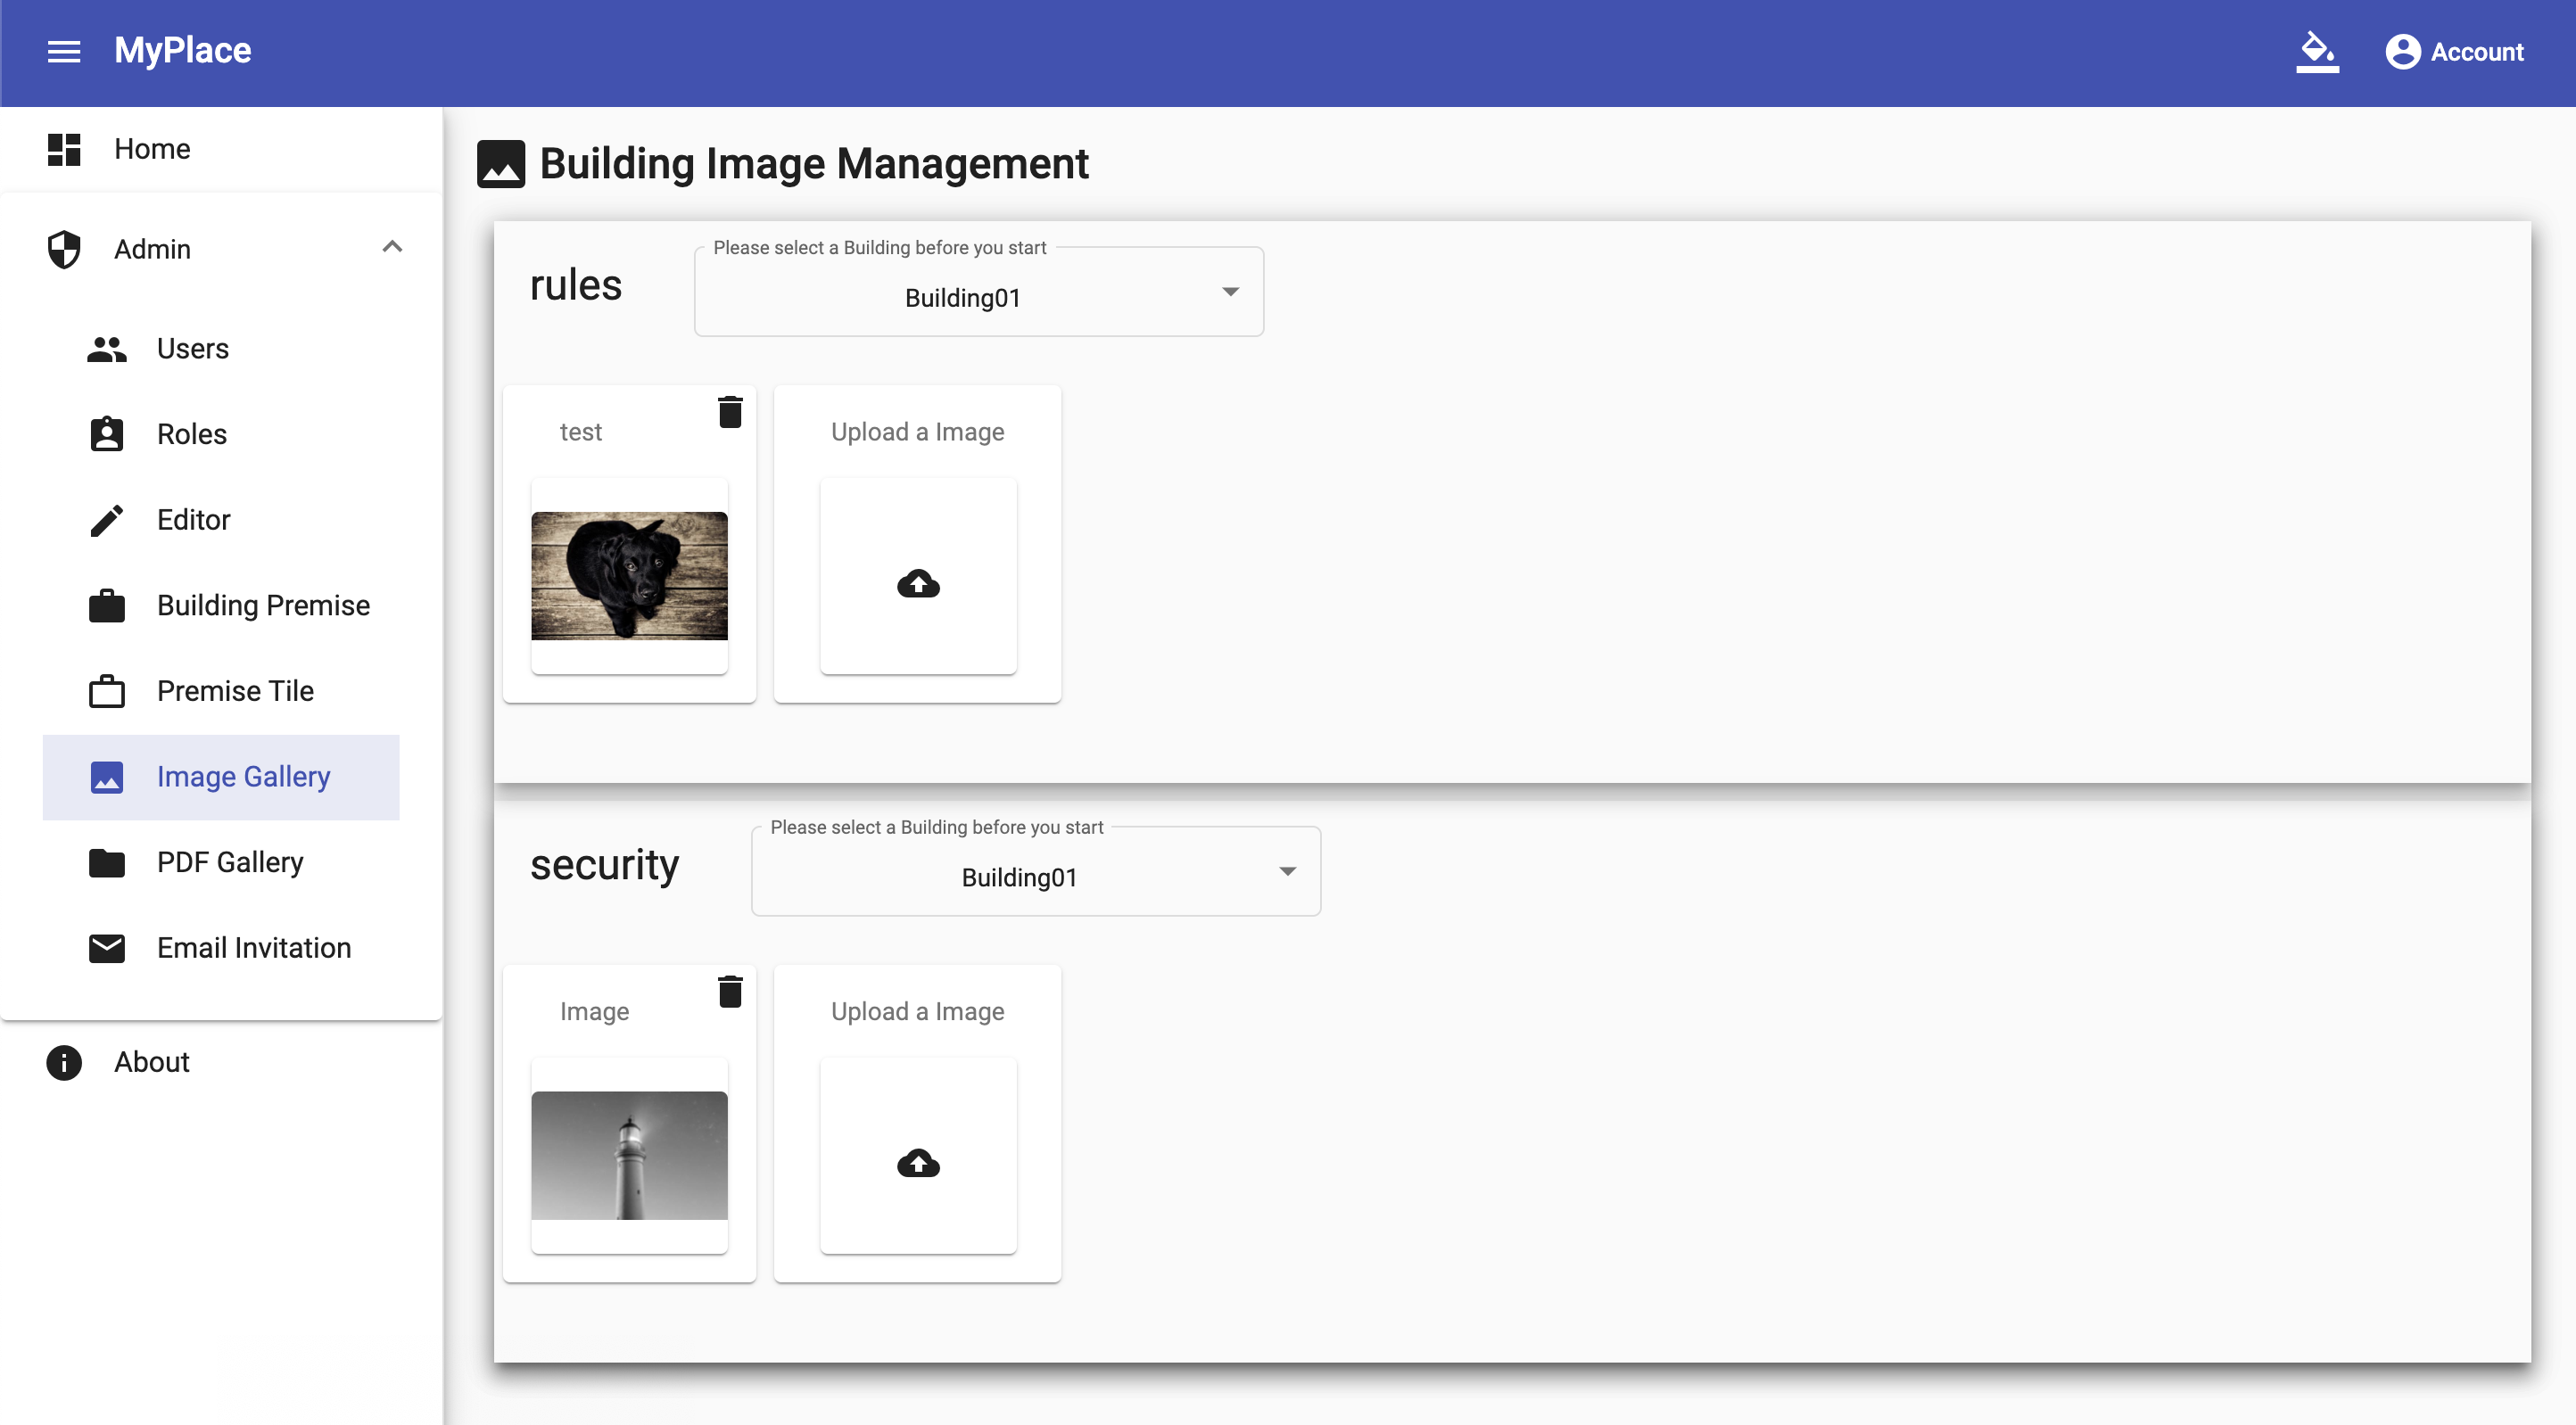 MyPlace
Account
Home
Admin
Users
Roles
Editor
Building Premise
Premise Tile
Image Gallery
PDF Gallery
Email Invitation
About
Building Image Management
rules
Please select a Building before you start
Building01
test
Upload a Image
security
Please select a Building before you start
Building01
Image
Upload a Image